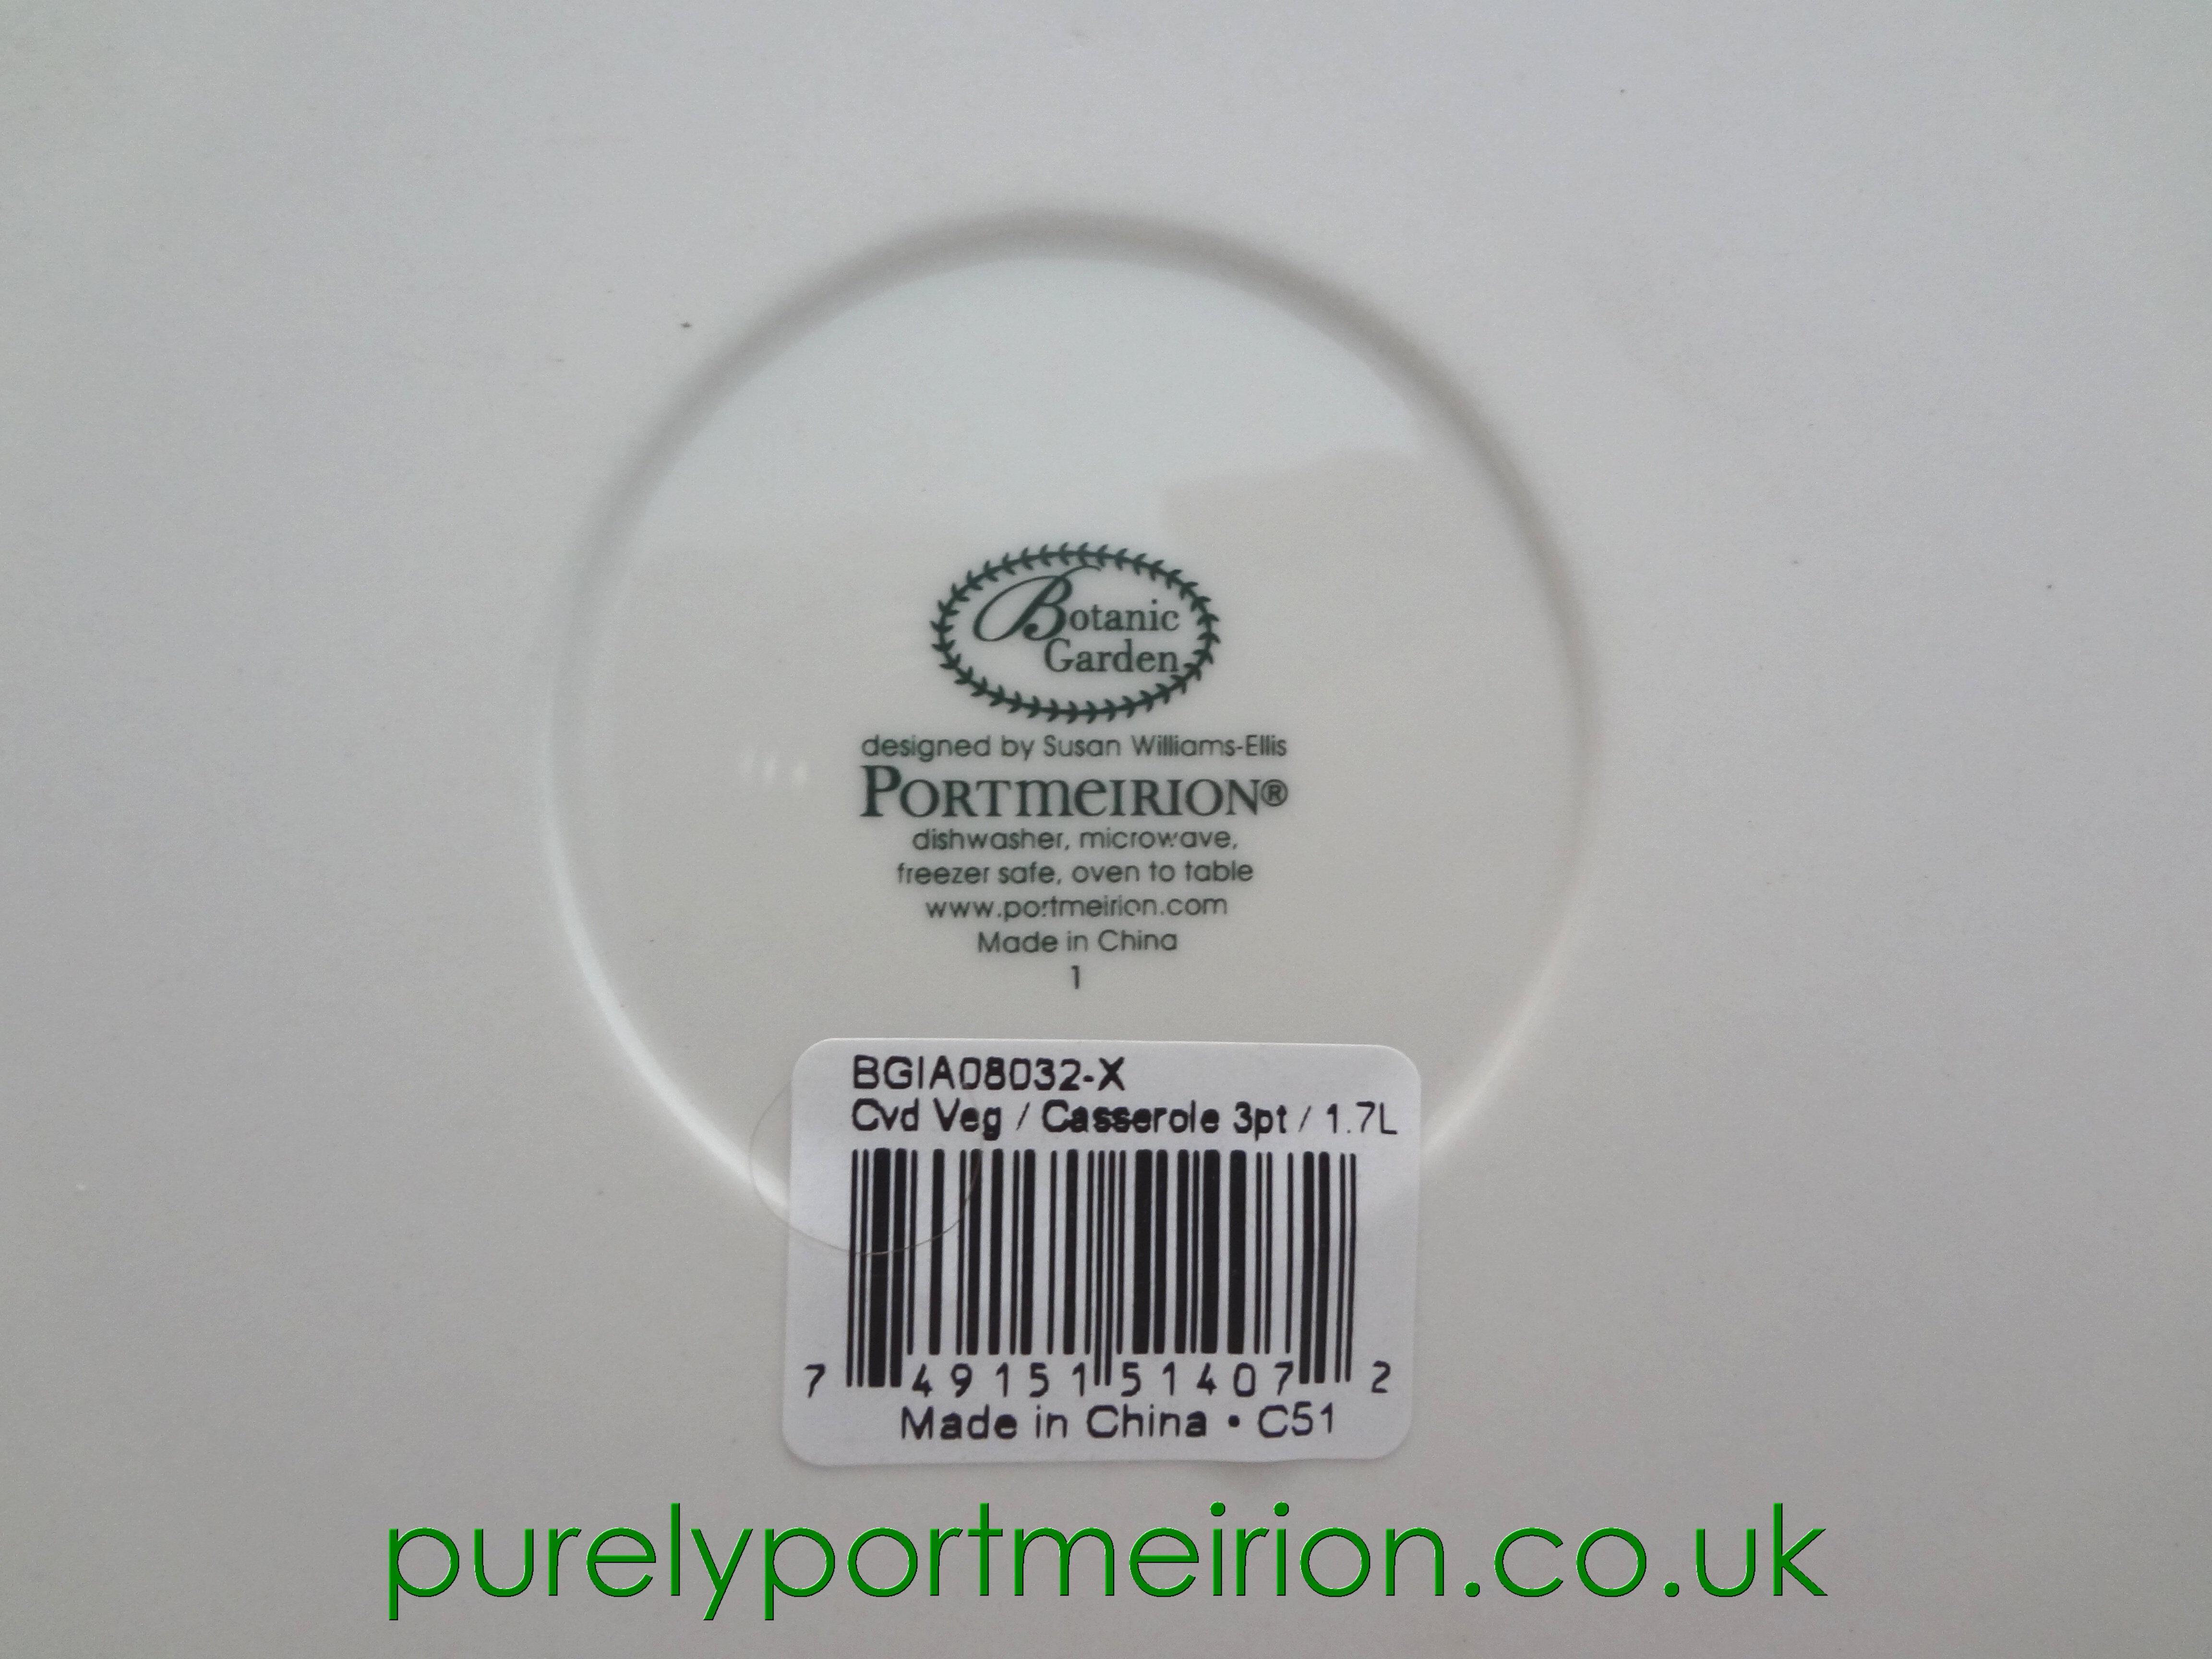 Botanic
Garden
designed by Susan Williams-Ellis
PORTmEIRION®
dishwasher, microwave,
freezer safe, oven to table
www.portmeirion.com
Made in China
1
BGIA08032-X
Cvd Veg / Casserole 3pt / 1.7L
7 49151 51407 2
Made in China • C51
purelyportmeirion.co.uk